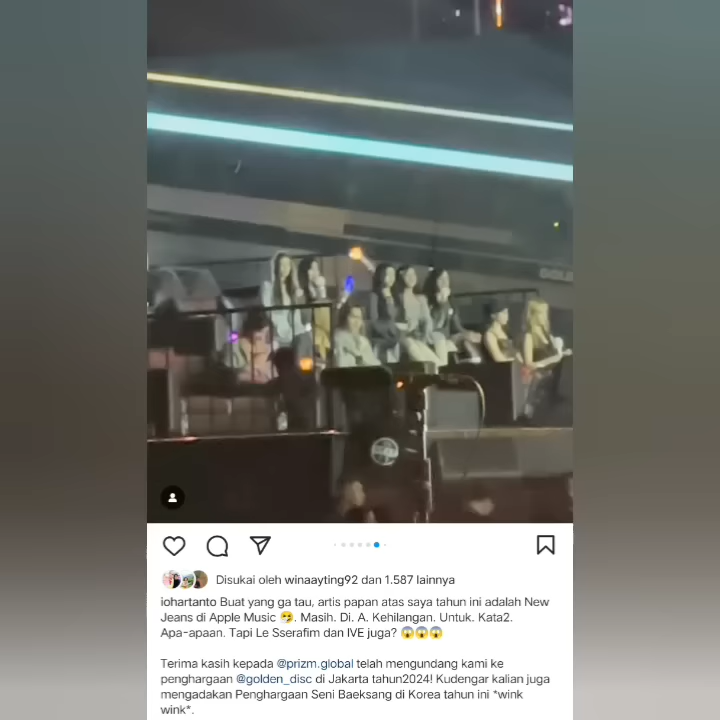 Disukai oleh winaayting92 dan 1.587 lainnya
iohartanto Buat yang ga tau, artis papan atas saya tahun ini adalah New
Jeans di Apple Music 🤧. Masih. Di. A. Kehilangan. Untuk. Kata2.
Apa-apaan. Tapi Le Sserafim dan IVE juga? 😱😱😱
Terima kasih kepada @prizm.global telah mengundang kami ke
penghargaan @golden_disc di Jakarta tahun2024! Kudengar kalian juga
mengadakan Penghargaan Seni Baeksang di Korea tahun ini *wink
wink*.